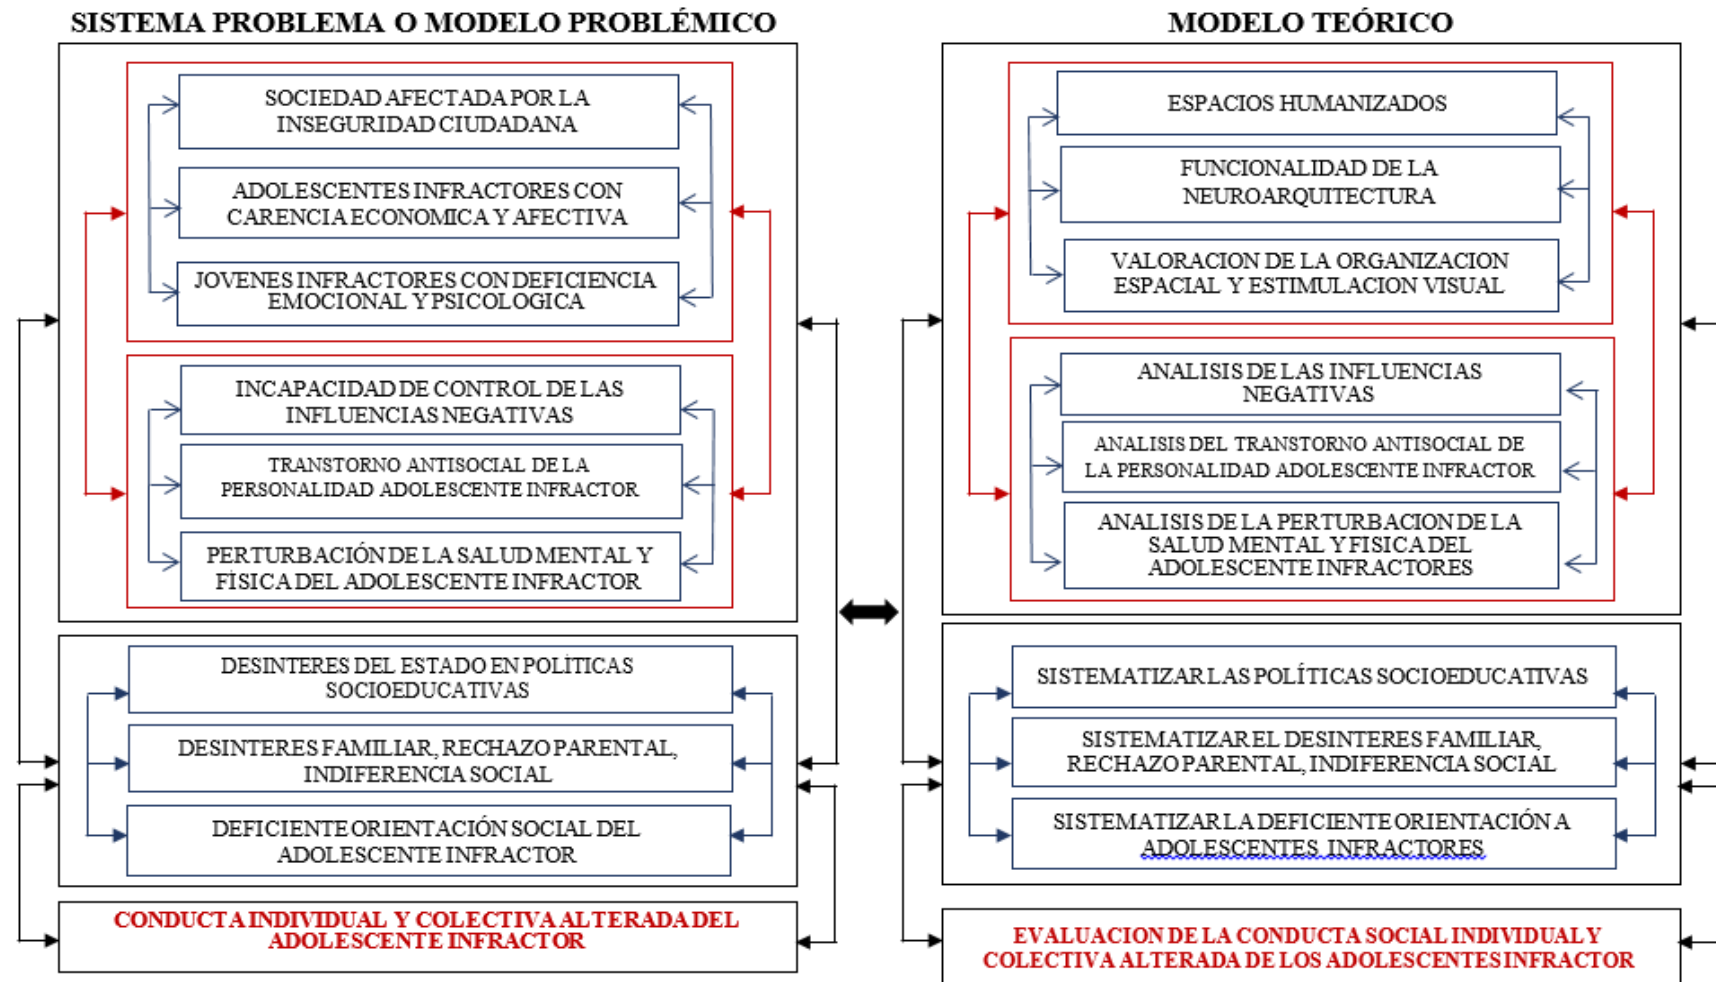 SISTEMA PROBLEMA O MODELO PROBLÉMICO
SOCIEDAD AFECTADA POR LA
INSEGURIDAD CIUDADANA
ADOLESCENTES INFRACTORES CON
CARENCIA ECONOMICA Y AFECTIVA
JOVENES INFRACTORES CON DEFICIENCIA
EMOCIONAL Y PSICOLOGICA
INCAPACIDAD DE CONTROL DE LAS
INFLUENCIAS NEGATIVAS
TRANSTORNO ANTISOCIAL DE LA
PERSONALIDAD ADOLESCENTE INFRACTOR
PERTURBACIÓN DE LA SALUD MENTAL Y
FÍSICA DEL ADOLESCENTE INFRACTOR
DESINTERES DEL ESTADO EN POLÍTICAS
SOCIOEDUCATIVAS
DESINTERES FAMILIAR, RECHAZO PARENTAL,
INDIFERENCIA SOCIAL
DEFICIENTE ORIENTACIÓN SOCIAL DEL
ADOLESCENTE INFRACTOR
CONDUCTA INDIVIDUAL Y COLECTIVA ALTERADA DEL
ADOLESCENTE INFRACTOR
MODELO TEÓRICO
ESPACIOS HUMANIZADOS
FUNCIONALIDAD DE LA
NEUROARQUITECTURA
VALORACION DE LA ORGANIZACION
ESPACIAL Y ESTIMULACION VISUAL
ANALISIS DE LAS INFLUENCIAS
NEGATIVAS
ANALISIS DEL TRANSTORNO ANTISOCIAL DE
LA PERSONALIDAD ADOLESCENTE INFRACTOR
ANALISIS DE LA PERTURBACION DE LA
SALUD MENTAL Y FISICA DEL
ADOLESCENTE INFRACTORES
SISTEMATIZAR LAS POLÍTICAS SOCIOEDUCATIVAS
SISTEMATIZAR EL DESINTERES FAMILIAR,
RECHAZO PARENTAL, INDIFERENCIA SOCIAL
SISTEMATIZAR LA DEFICIENTE ORIENTACIÓN A
ADOLESCENTES INFRACTORES
EVALUACION DE LA CONDUCTA SOCIAL INDIVIDUAL Y
COLECTIVA ALTERADA DE LOS ADOLESCENTES INFRACTOR